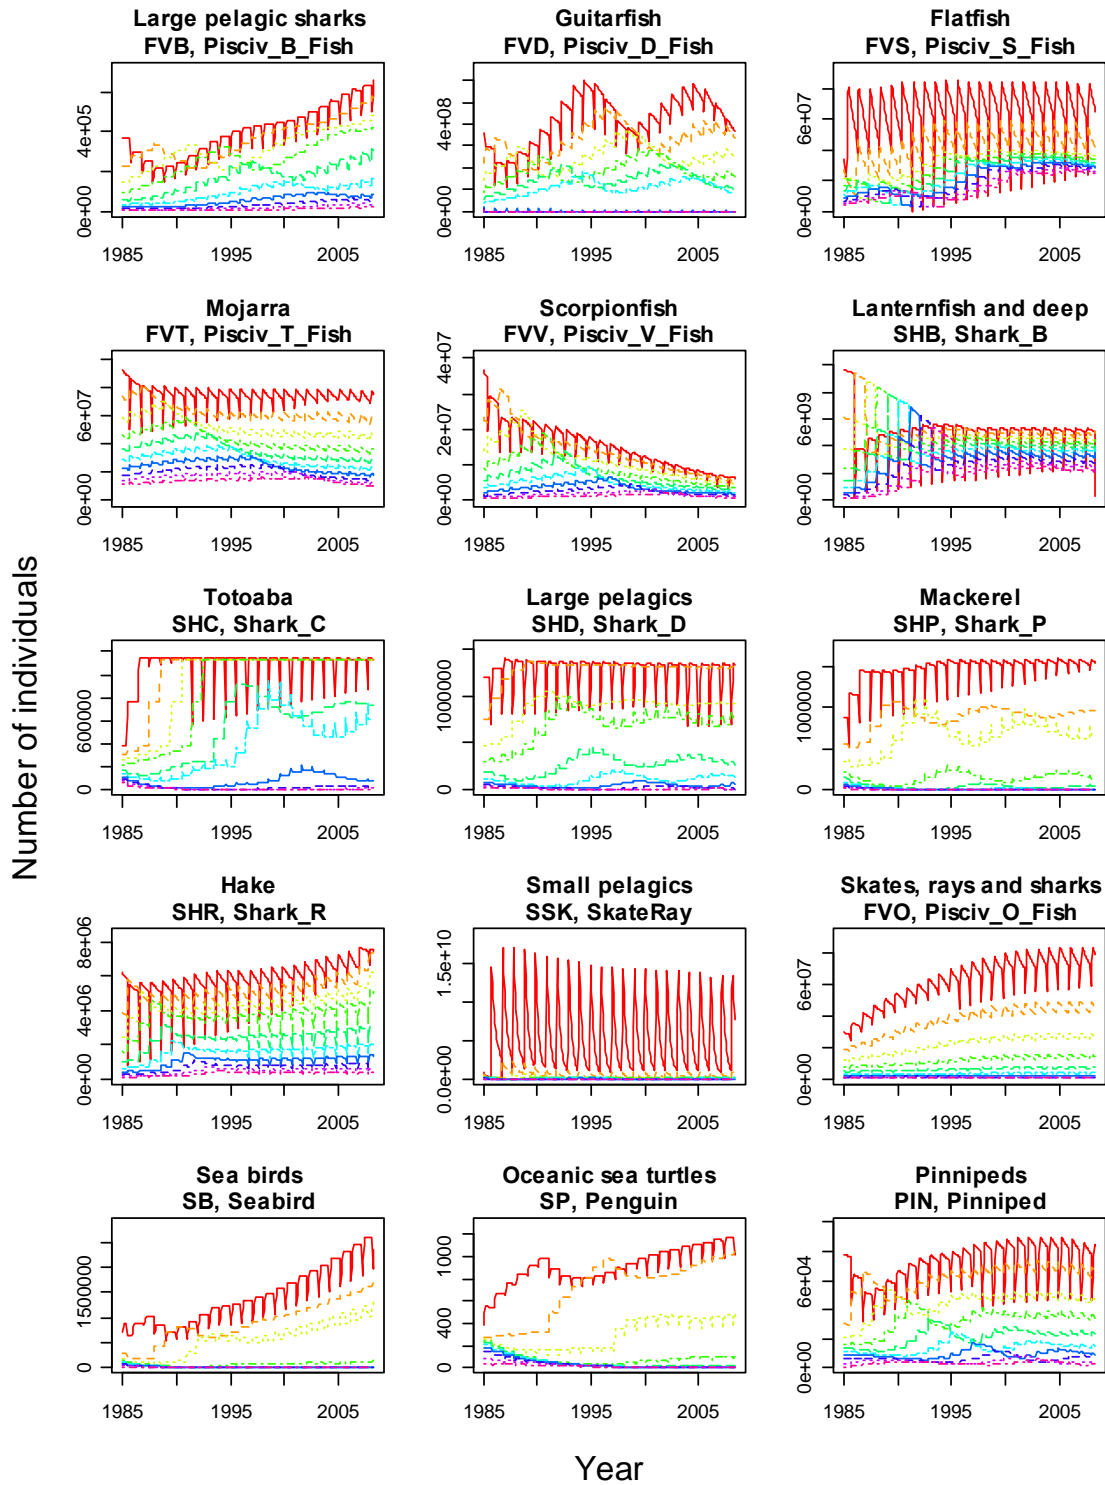 Large pelagic sharks
FVB, Pisciv_B_Fish
0e+00 4e+05
1985 1995 2005
Guitarfish
FVD, Pisciv_D_Fish
0e+00 4e+08
1985 1995 2005
Flatfish
FVS, Pisciv_S_Fish
0e+00 6e+07
1985 1995 2005
Mojarra
FVT, Pisciv_T_Fish
0e+00 6e+07
1985 1995 2005
Scorpionfish
FVV, Pisciv_V_Fish
0e+00 2e+07 4e+07
1985 1995 2005
Lanternfish and deep
SHB, Shark_B
0e+00 6e+09
1985 1995 2005
Totoaba
SHC, Shark_C
0 600000
1985 1995 2005
Large pelagics
SHD, Shark_D
0 100000
1985 1995 2005
Mackerel
SHP, Shark_P
0 1000000
1985 1995 2005
Hake
SHR, Shark_R
0e+00 4e+06 8e+06
1985 1995 2005
Small pelagics
SSK, SkateRay
0.0e+00 1.5e+10
1985 1995 2005
Skates, rays and sharks
FVO, Pisciv_O_Fish
0e+00 6e+07
1985 1995 2005
Sea birds
SB, Seabird
0 1500000
1985 1995 2005
Oceanic sea turtles
SP, Penguin
0 400 1000
1985 1995 2005
Pinnipeds
PIN, Pinniped
0e+00 6e+04
1985 1995 2005
Number of individuals
Year